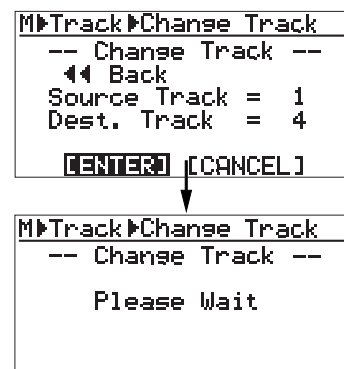 M▶Track▶Change Track
-- Change Track --
◀◀ Back
Source Track = 1
Dest. Track = 4
[ENTER] [CANCEL]
M▶Track▶Change Track
-- Change Track --
Please Wait